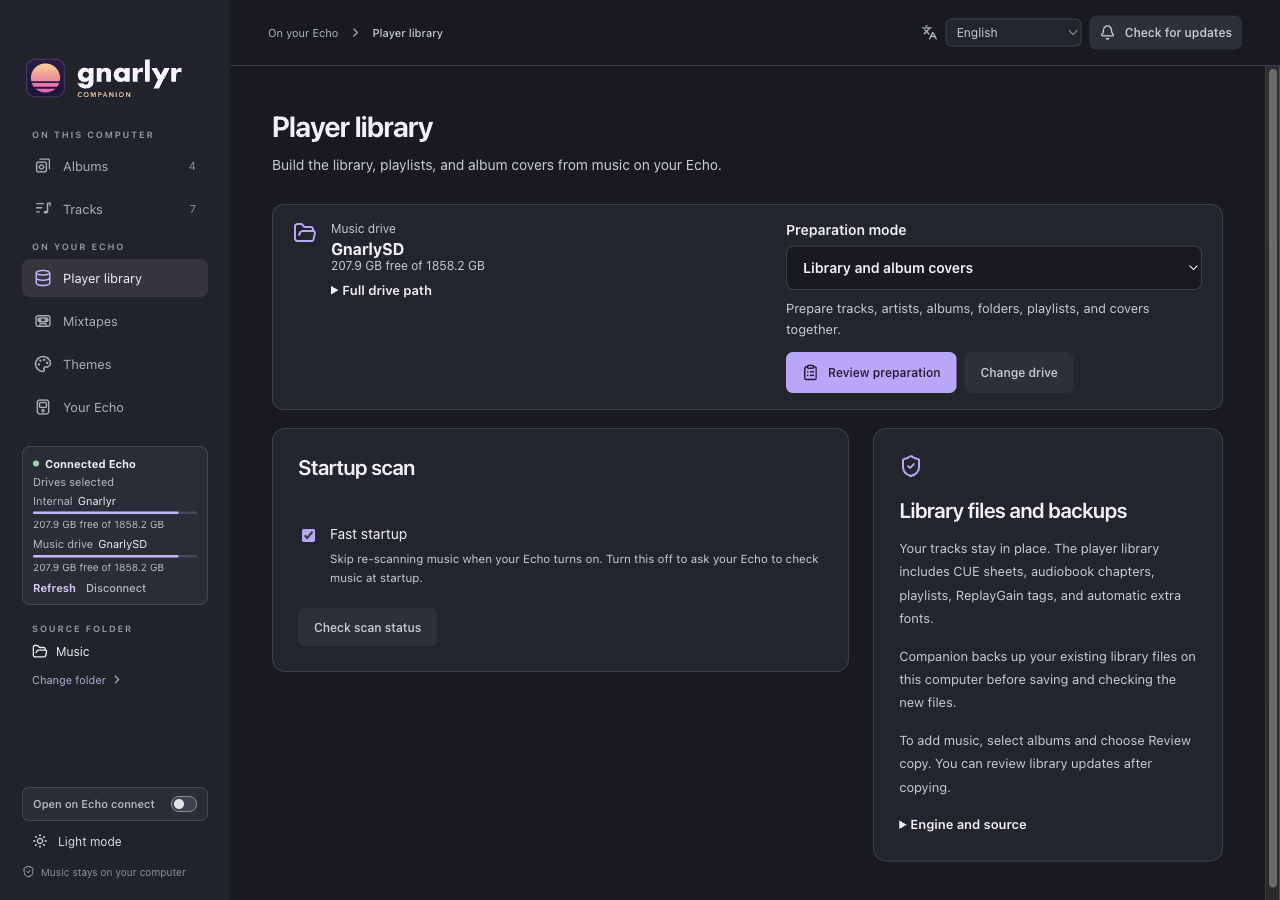 gnarlyr
COMPANION
ON THIS COMPUTER
Albums 4
Tracks 7
ON YOUR ECHO
Player library
Mixtapes
Themes
Your Echo
Connected Echo
Drives selected
Internal Gnarlyr
207.9 GB free of 1858.2 GB
Music drive GnarlySD
207.9 GB free of 1858.2 GB
Refresh Disconnect
SOURCE FOLDER
Music
Change folder
Open on Echo connect
Light mode
Music stays on your computer
On your Echo Player library
English
Check for updates
Player library
Build the library, playlists, and album covers from music on your Echo.
Music drive
GnarlySD
207.9 GB free of 1858.2 GB
Full drive path
Preparation mode
Library and album covers
Prepare tracks, artists, albums, folders, playlists, and covers
together.
Review preparation
Change drive
Startup scan
Fast startup
Skip re-scanning music when your Echo turns on. Turn this off to ask your Echo to check
music at startup.
Check scan status
Library files and backups
Your tracks stay in place. The player library
includes CUE sheets, audiobook chapters,
playlists, ReplayGain tags, and automatic extra
fonts.
Companion backs up your existing library files on
this computer before saving and checking the
new files.
To add music, select albums and choose Review
copy. You can review library updates after
copying.
Engine and source